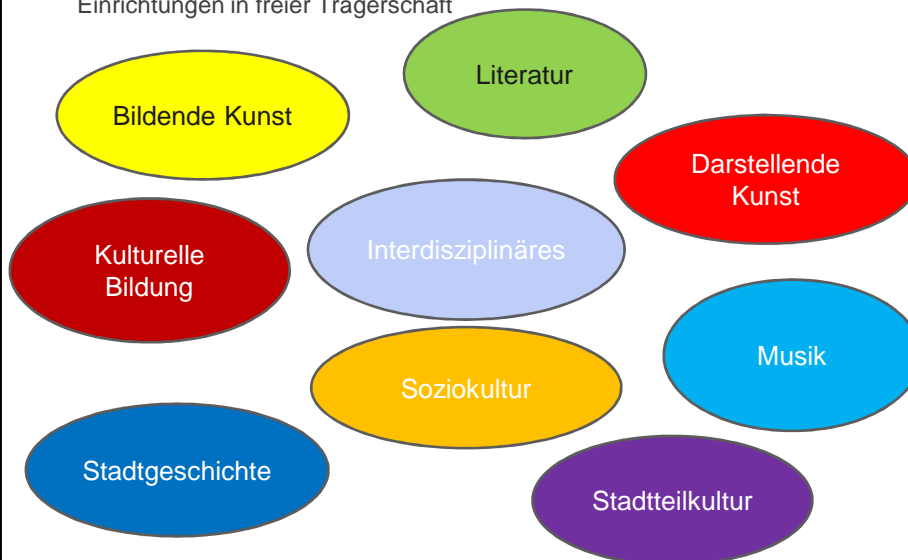 Einrichtungen in freier Trägerschaft
Literatur
Bildende Kunst
Darstellende
Kunst
Kulturelle
Bildung
Interdisziplinäres
Musik
Soziokultur
Stadtgeschichte
Stadtteilkultur